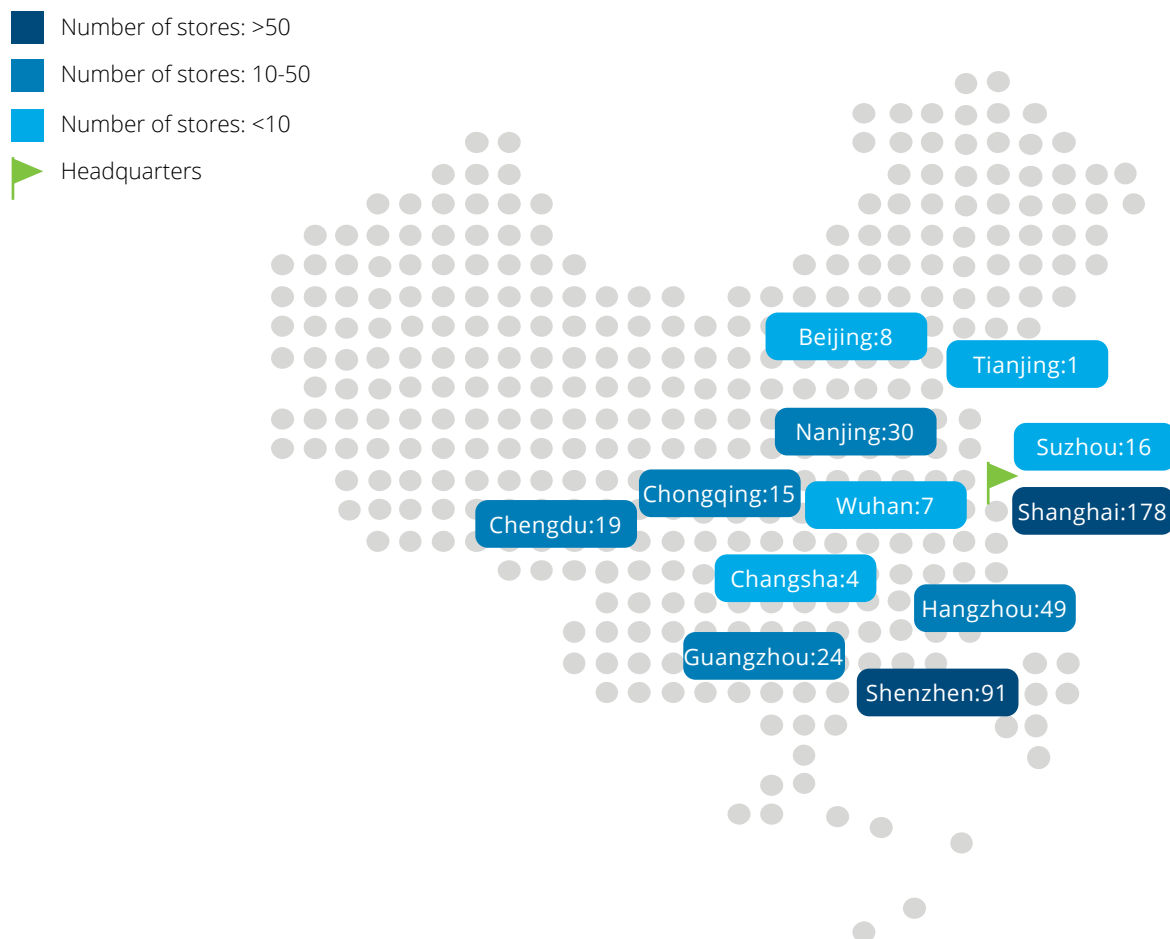 Number of stores: >50
Number of stores: 10-50
Number of stores: <10
Headquarters
Beijing:8
Tianjing:1
Nanjing:30
Suzhou:16
Chongqing:15
Wuhan:7
Shanghai:178
Chengdu:19
Changsha:4
Hangzhou:49
Guangzhou:24
Shenzhen:91